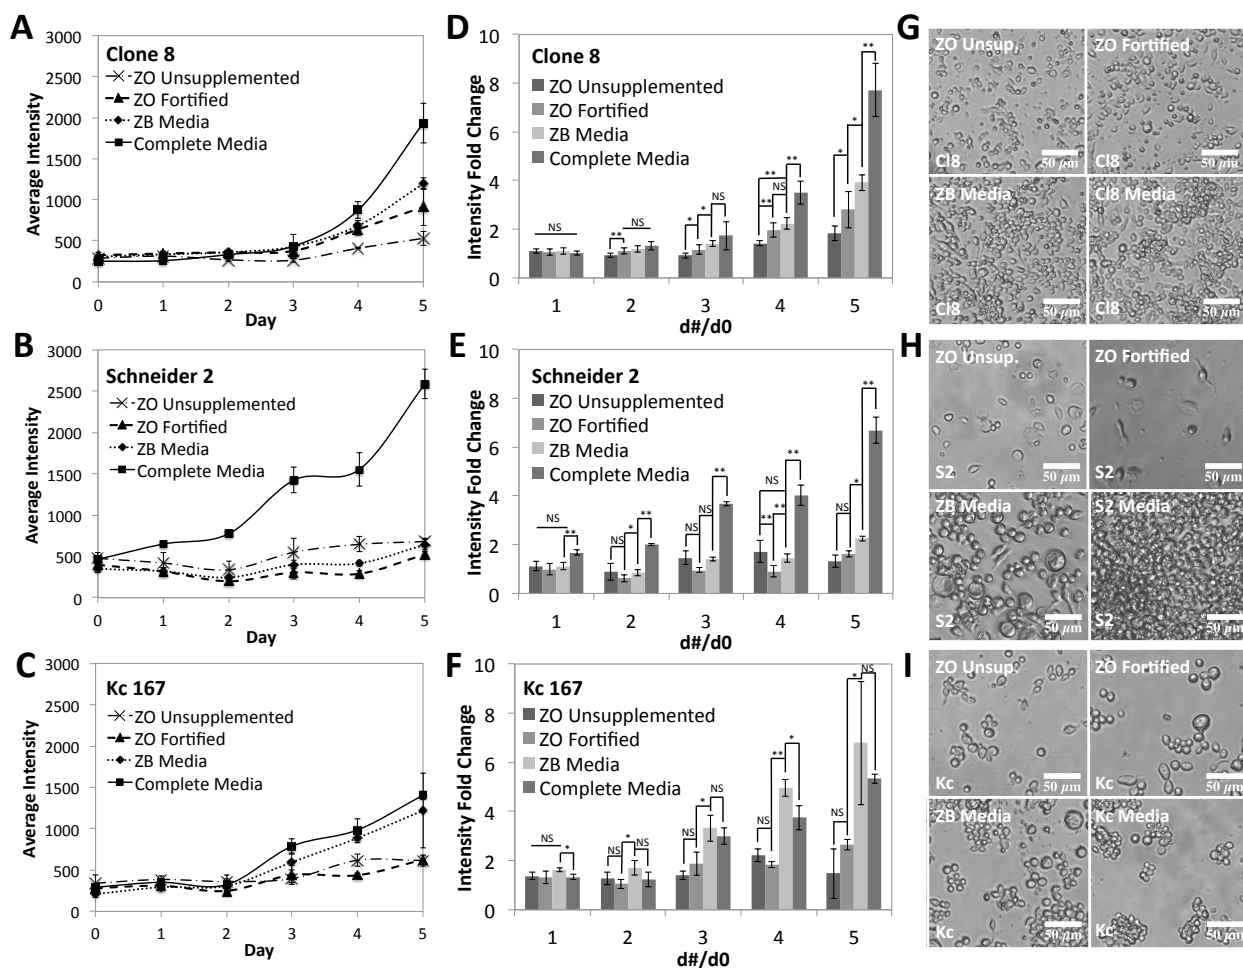 A
3000
2500
2000
1500
1000
500
0
Average Intensity
Clone 8
ZO Unsupplemented
ZO Fortified
ZB Media
Complete Media
0 1 2 3 4 5
Day
D
10
8
6
4
2
0
Intensity Fold Change
Clone 8
ZO Unsupplemented
ZO Fortified
ZB Media
Complete Media
NS
** NS
* * NS
** ** NS **
* * **
1 2 3 4 5
d#/d0
G
ZO Unsup.
Cl8
50 µm
ZO Fortified
Cl8
50 µm
ZB Media
Cl8
50 µm
Cl8 Media
Cl8
50 µm
B
3000
2500
2000
1500
1000
500
0
Average Intensity
Schneider 2
ZO Unsupplemented
ZO Fortified
ZB Media
Complete Media
0 1 2 3 4 5
Day
E
10
8
6
4
2
0
Intensity Fold Change
Schneider 2
ZO Unsupplemented
ZO Fortified
ZB Media
Complete Media
NS **
NS * **
NS NS **
NS ** ** **
NS * **
1 2 3 4 5
d#/d0
H
ZO Unsup.
S2
50 µm
ZO Fortified
S2
50 µm
ZB Media
S2
50 µm
S2 Media
S2
50 µm
C
3000
2500
2000
1500
1000
500
0
Average Intensity
Kc 167
ZO Unsupplemented
ZO Fortified
ZB Media
Complete Media
0 1 2 3 4 5
Day
F
10
8
6
4
2
0
Intensity Fold Change
Kc 167
ZO Unsupplemented
ZO Fortified
ZB Media
Complete Media
NS *
NS * NS
NS * NS
NS ** *
NS * NS
1 2 3 4 5
d#/d0
I
ZO Unsup.
Kc
50 µm
ZO Fortified
Kc
50 µm
ZB Media
Kc
50 µm
Kc Media
Kc
50 µm